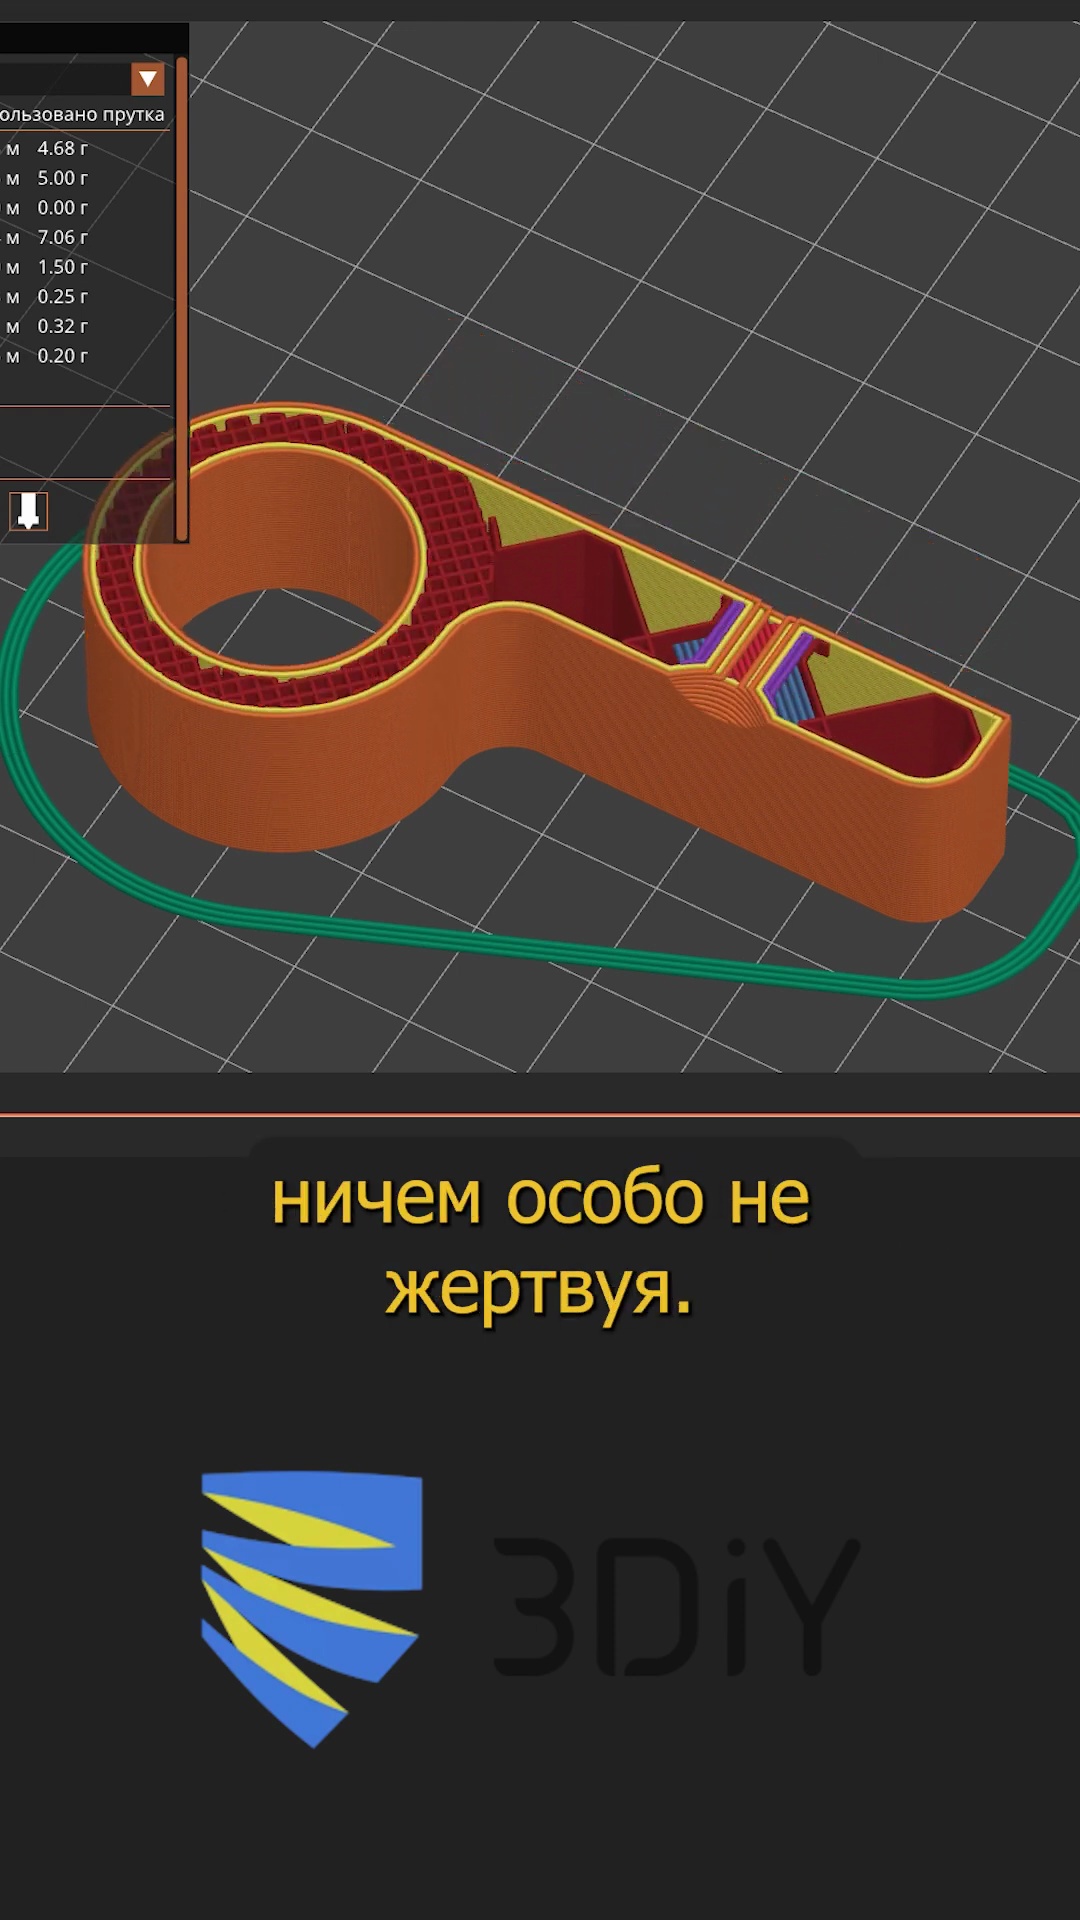 ользовано прутка
м 4.68 г
м 5.00 г
м 0.00 г
м 7.06 г
м 1.50 г
м 0.25 г
м 0.32 г
м 0.20 г
ничем особо не
жертвуя.
3DiY